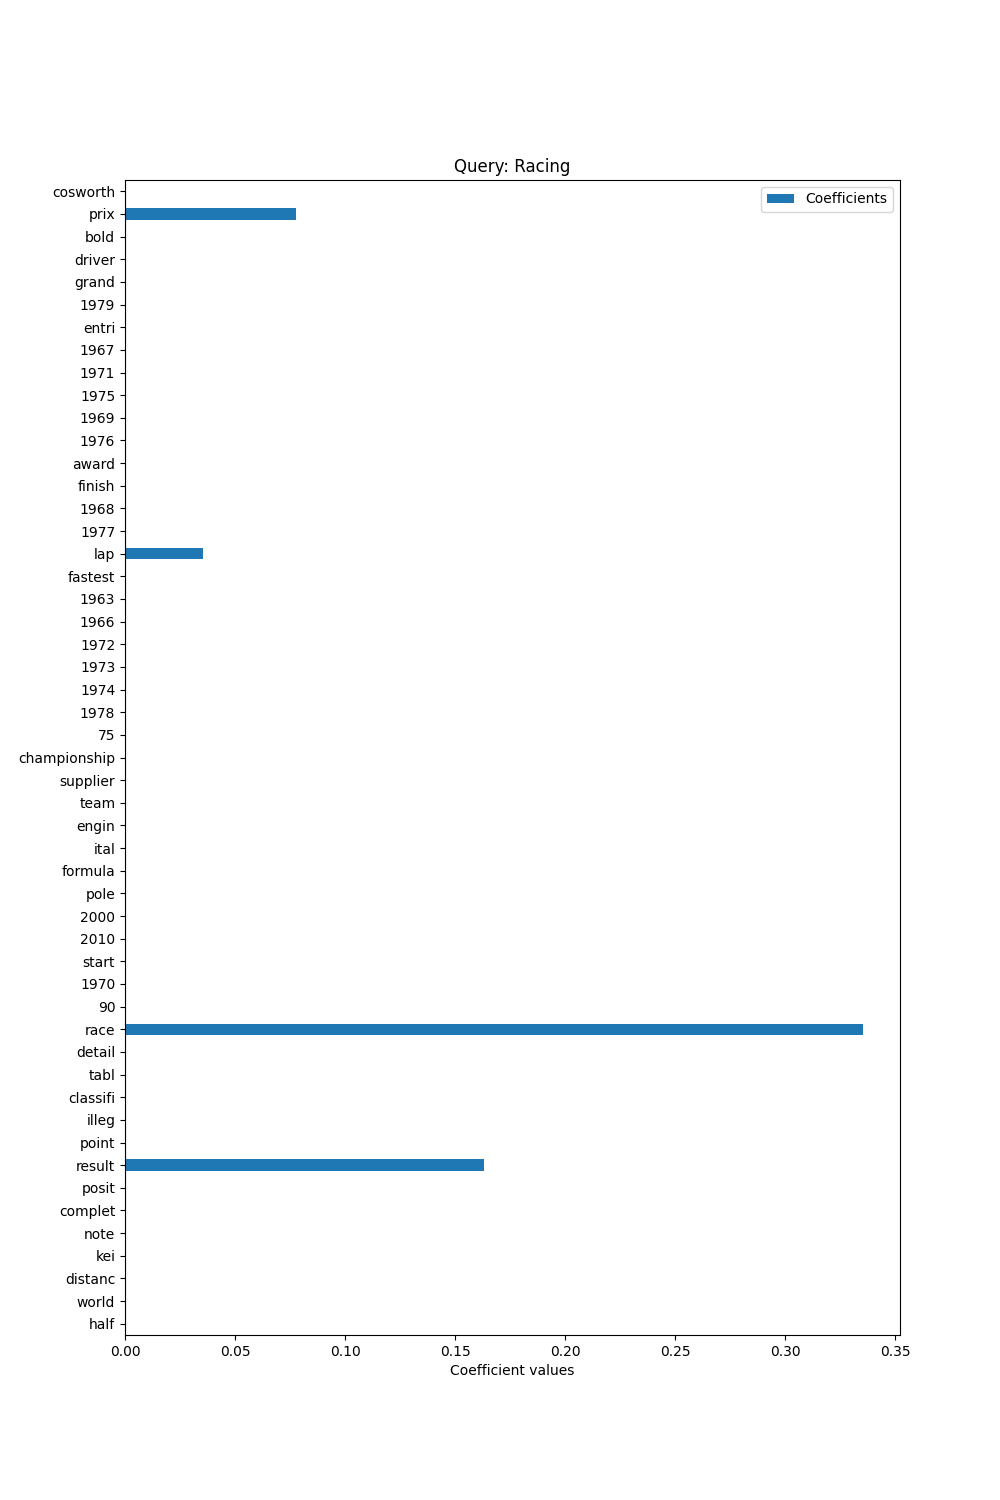 Query: Racing
Coefficients
cosworth
prix
bold
driver
grand
1979
entri
1967
1971
1975
1969
1976
award
finish
1968
1977
lap
fastest
1963
1966
1972
1973
1974
1978
75
championship
supplier
team
engin
ital
formula
pole
2000
2010
start
1970
90
race
detail
tabl
classifi
illeg
point
result
posit
complet
note
kei
distanc
world
half
0.00 0.05 0.10 0.15 0.20 0.25 0.30 0.35
Coefficient values